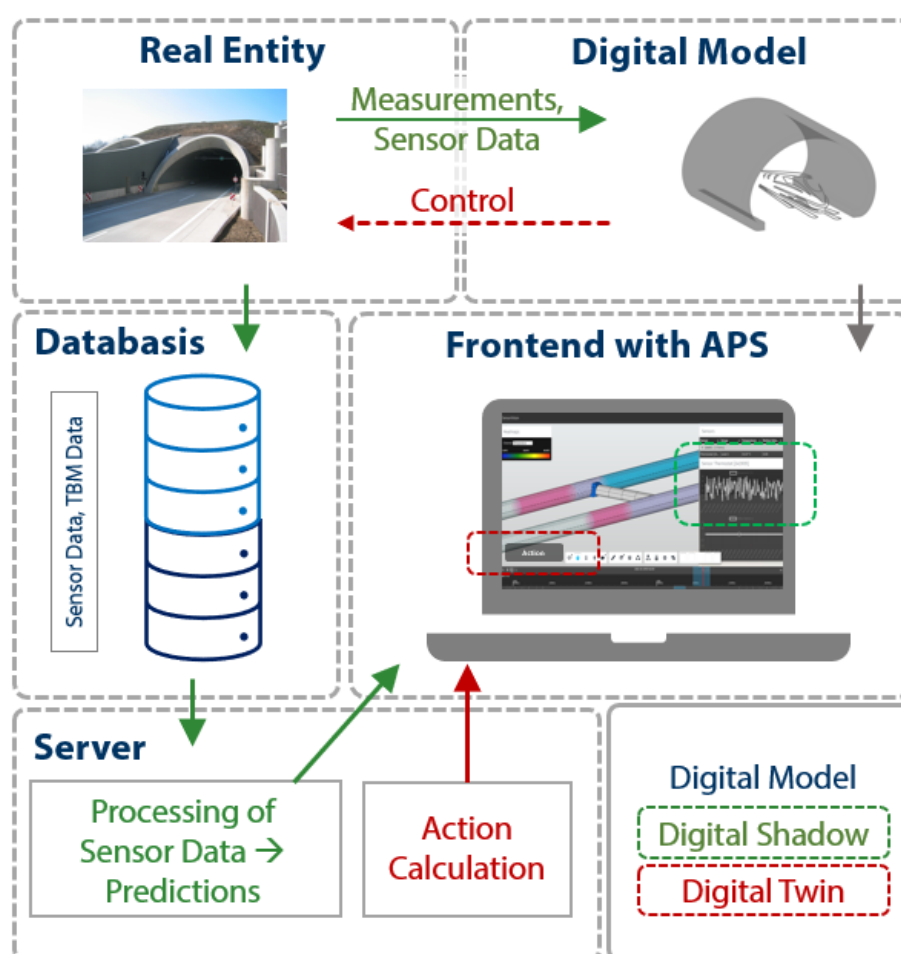 Real Entity
Digital Model
Measurements,
Sensor Data
Control
Databasis
Sensor Data, TBM Data
Frontend with APS
Action
Server
Processing of
Sensor Data →
Predictions
Action
Calculation
Digital Model
Digital Shadow
Digital Twin